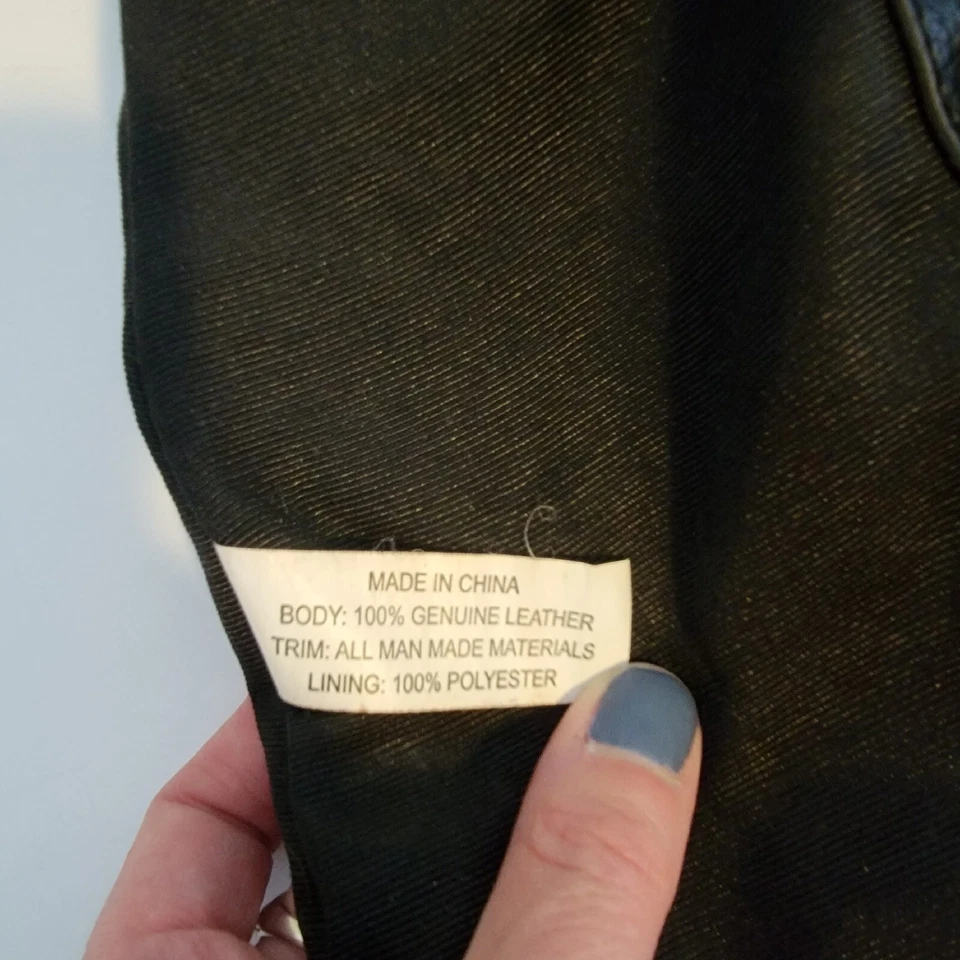 MADE IN CHINA
BODY: 100% GENUINE LEATHER
TRIM: ALL MAN MADE MATERIALS
LINING: 100% POLYESTER